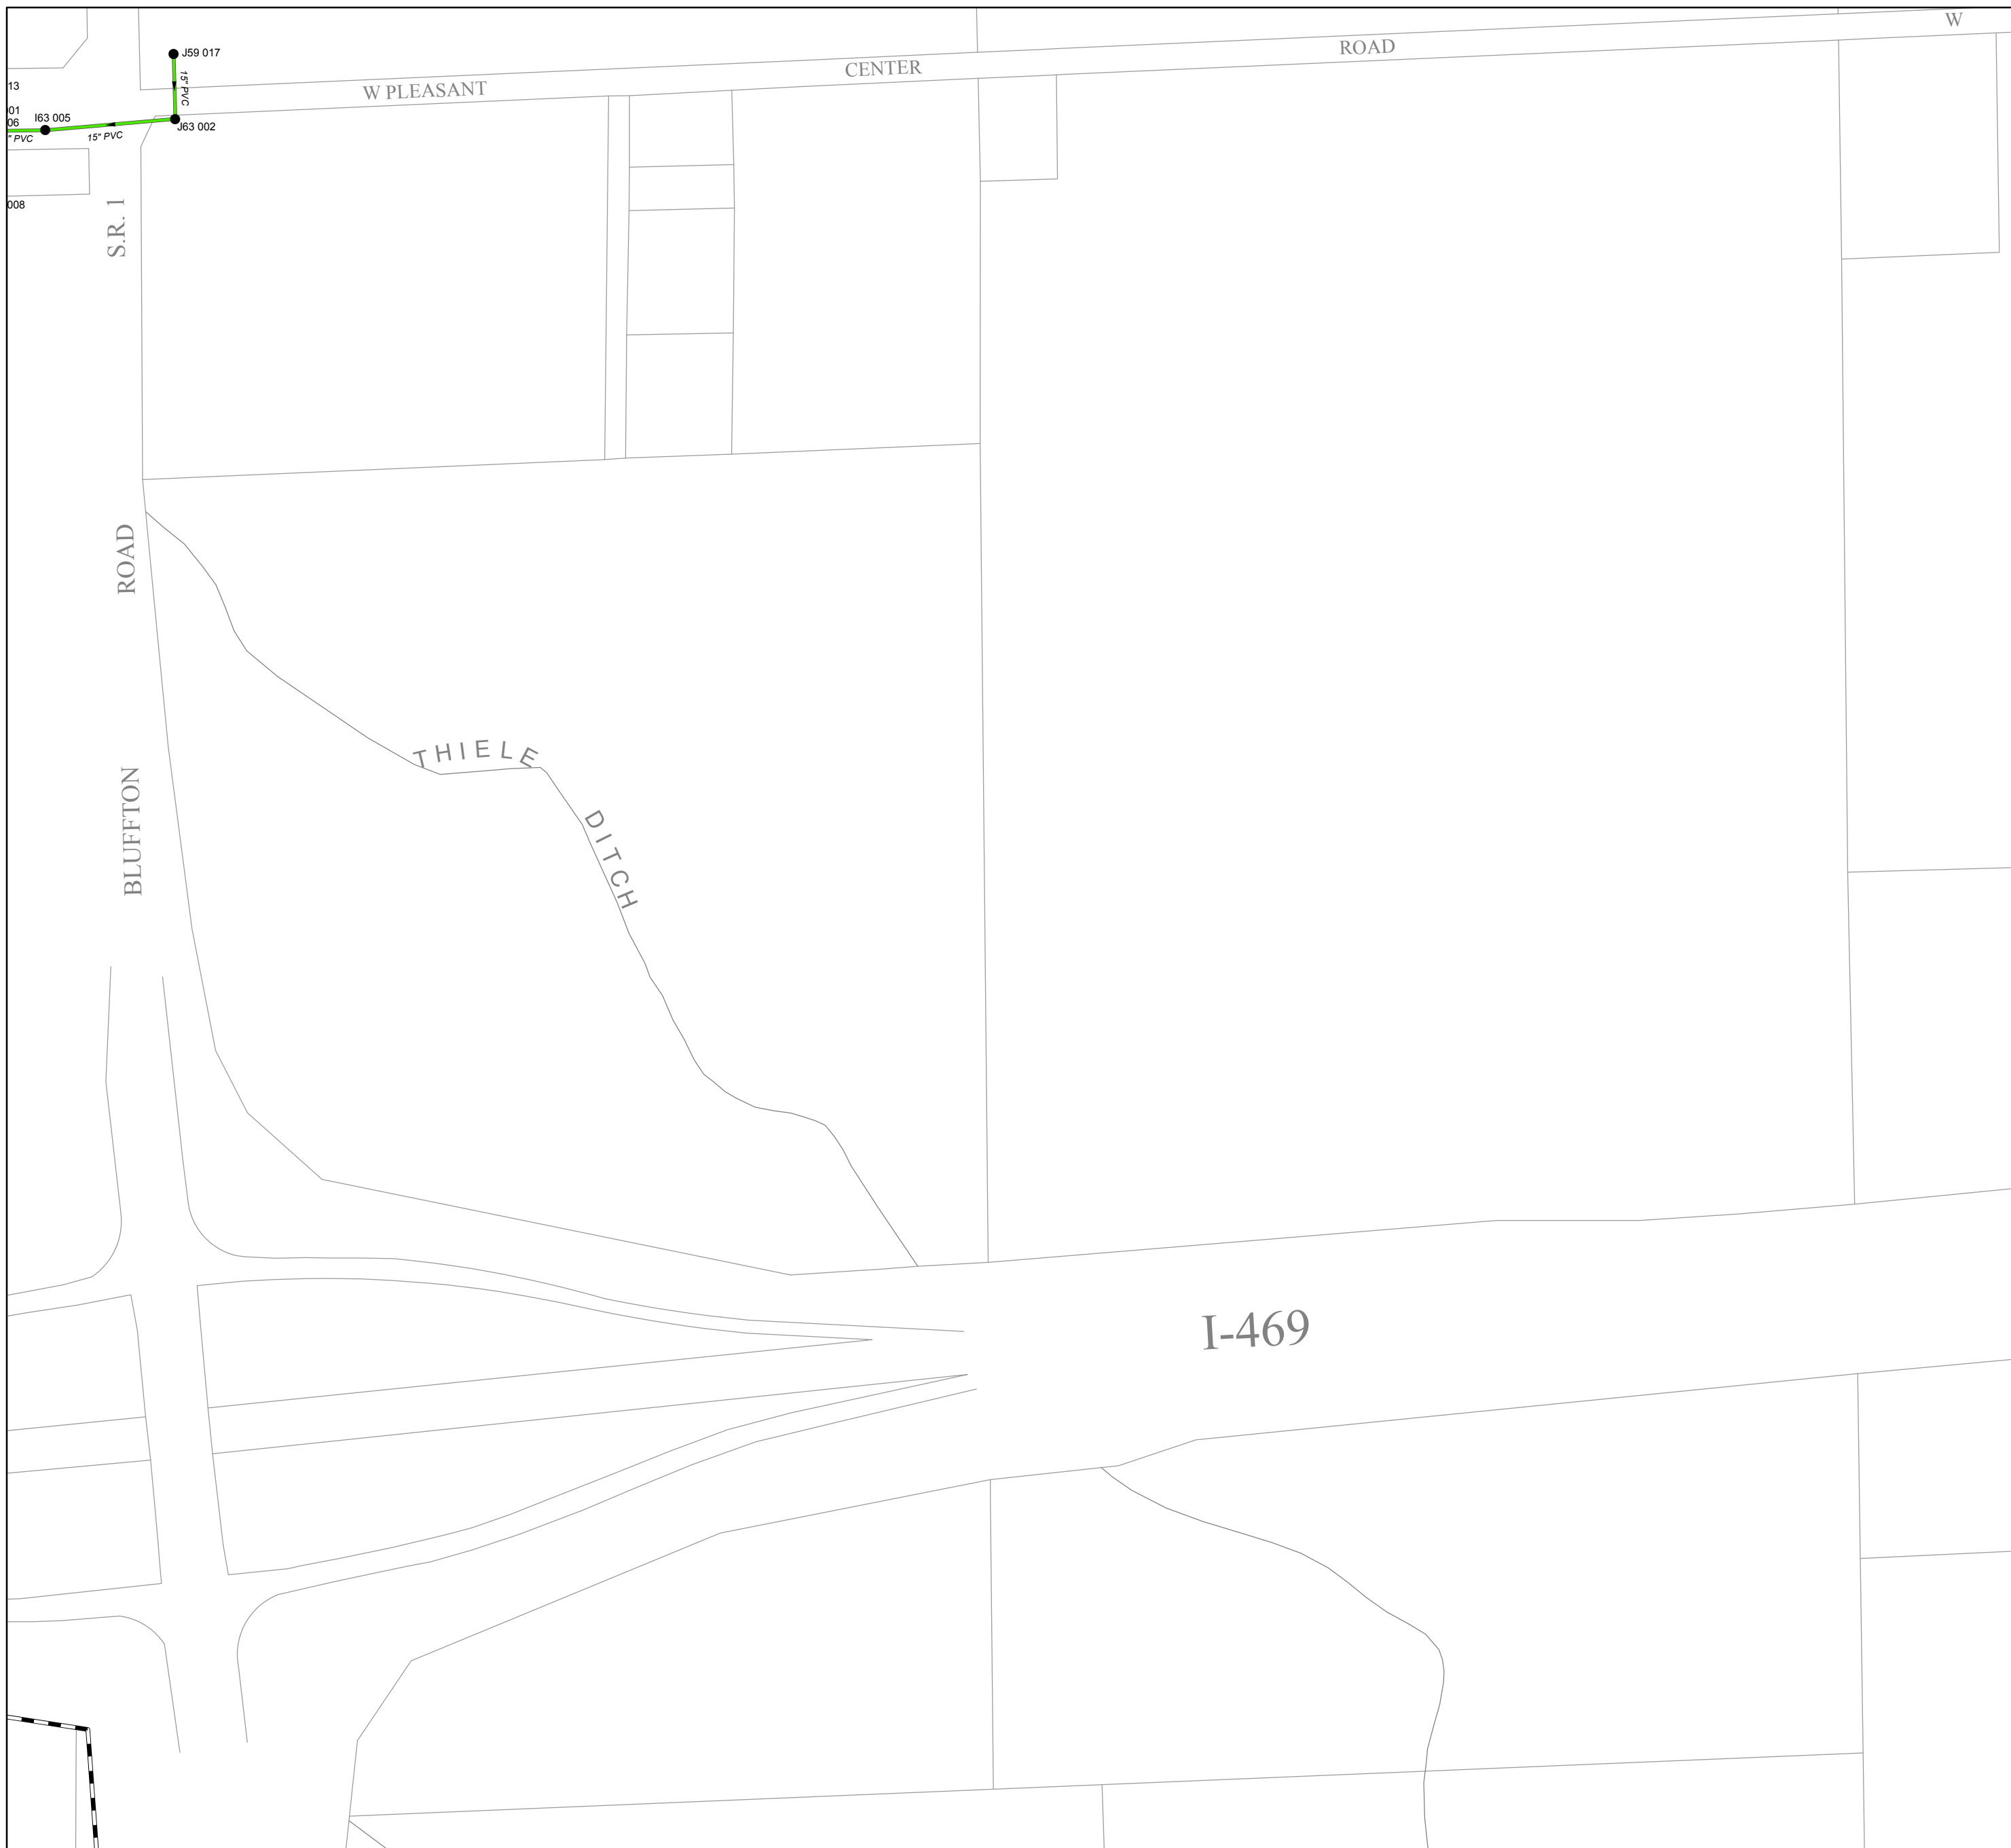 W
ROAD
CENTER
W PLEASANT
J59 017
15" PVC
13
01
06
I63 005
J63 002
" PVC
15" PVC
008
S.R. 1
ROAD
BLUFFTON
THIELE
DITCH
I-469